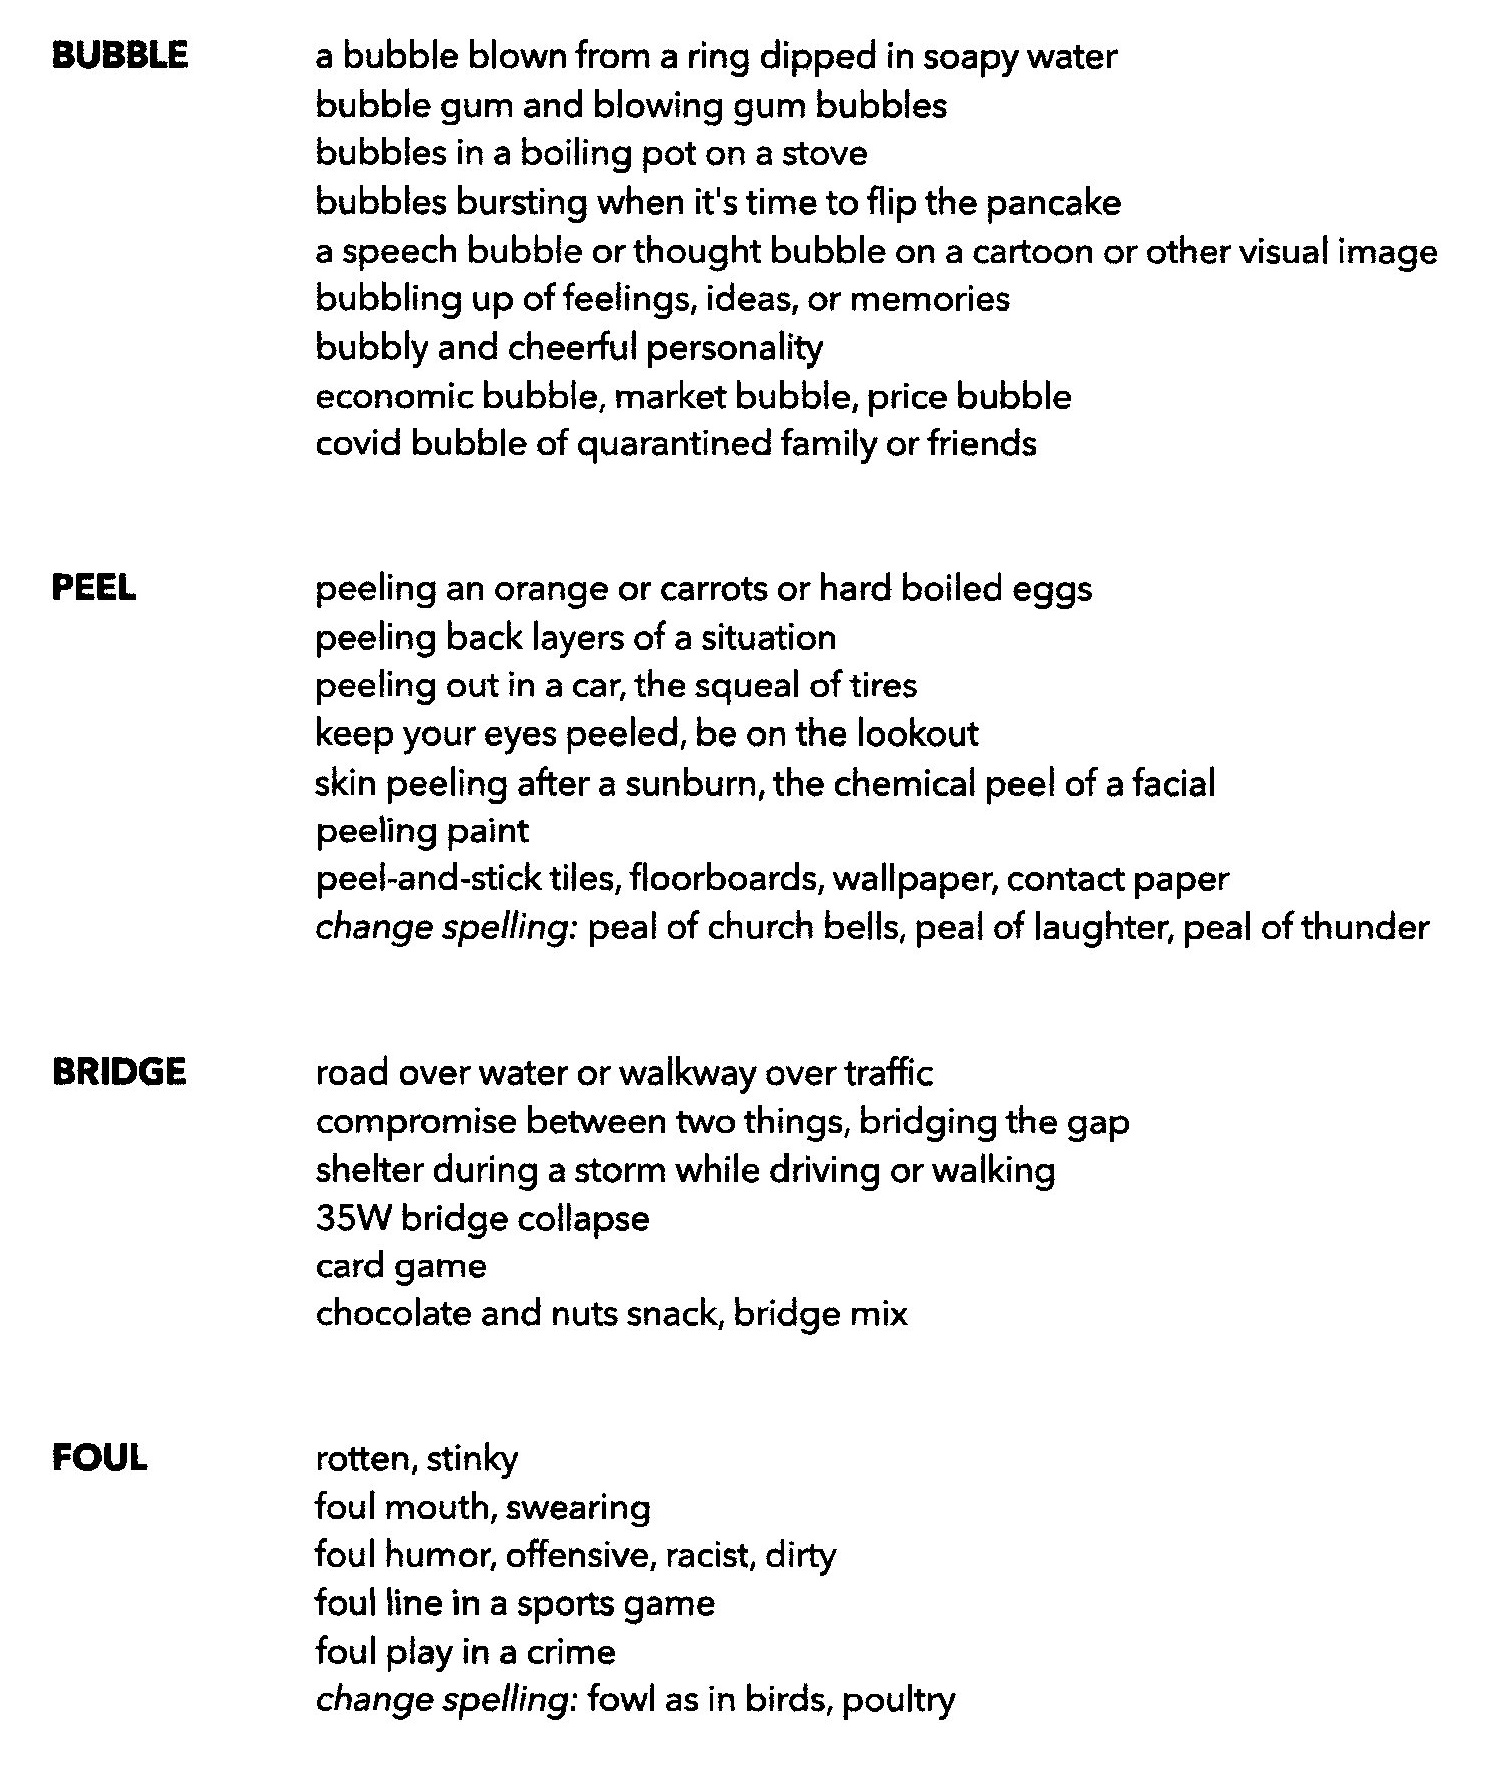 BUBBLE a bubble blown from a ring dipped in soapy water
bubble gum and blowing gum bubbles
bubbles in a boiling pot on a stove
bubbles bursting when it's time to flip the pancake
a speech bubble or thought bubble on a cartoon or other visual image
bubbling up of feelings, ideas, or memories
bubbly and cheerful personality
economic bubble, market bubble, price bubble
covid bubble of quarantined family or friends
PEEL peeling an orange or carrots or hard boiled eggs
peeling back layers of a situation
peeling out in a car, the squeal of tires
keep your eyes peeled, be on the lookout
skin peeling after a sunburn, the chemical peel of a facial
peeling paint
peel-and-stick tiles, floorboards, wallpaper, contact paper
change spelling: peal of church bells, peal of laughter, peal of thunder
BRIDGE road over water or walkway over traffic
compromise between two things, bridging the gap
shelter during a storm while driving or walking
35W bridge collapse
card game
chocolate and nuts snack, bridge mix
FOUL rotten, stinky
foul mouth, swearing
foul humor, offensive, racist, dirty
foul line in a sports game
foul play in a crime
change spelling: fowl as in birds, poultry